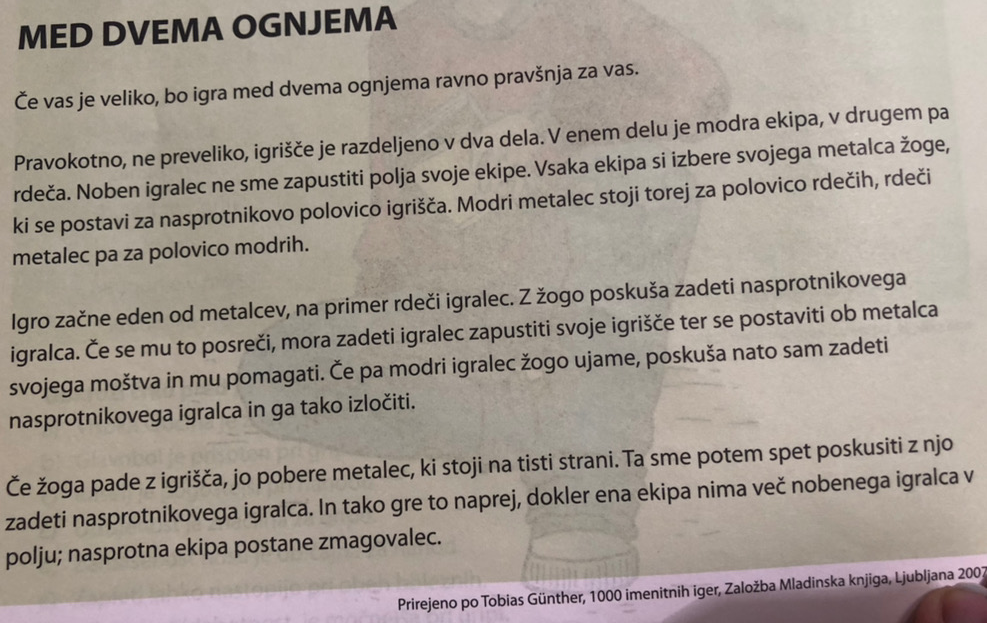 MED DVEMA OGNJEMA
Če vas je veliko, bo igra med dvema ognjema ravno pravšnja za vas.
Pravokotno, ne preveliko, igrišče je razdeljeno v dva dela. V enem delu je modra ekipa, v drugem pa
rdeča. Noben igralec ne sme zapustiti polja svoje ekipe. Vsaka ekipa si izbere svojega metalca žoge,
ki se postavi za nasprotnikovo polovico igrišča. Modri metalec stoji torej za polovico rdečih, rdeči
metalec pa za polovico modrih.
Igro začne eden od metalcev, na primer rdeči igralec. Z žogo poskuša zadeti nasprotnikovega
igralca. Če se mu to posreči, mora zadeti igralec zapustiti svoje igrišče ter se postaviti ob metalca
svojega moštva in mu pomagati. Če pa modri igralec žogo ujame, poskuša nato sam zadeti
nasprotnikovega igralca in ga tako izločiti.
Če žoga pade z igrišča, jo pobere metalec, ki stoji na tisti strani. Ta sme potem spet poskusiti z njo
zadeti nasprotnikovega igralca. In tako gre to naprej, dokler ena ekipa nima več nobenega igralca v
polju; nasprotna ekipa postane zmagovalec.
Prirejeno po Tobias Günther, 1000 imenitnih iger, Založba Mladinska knjiga, Ljubljana 2007